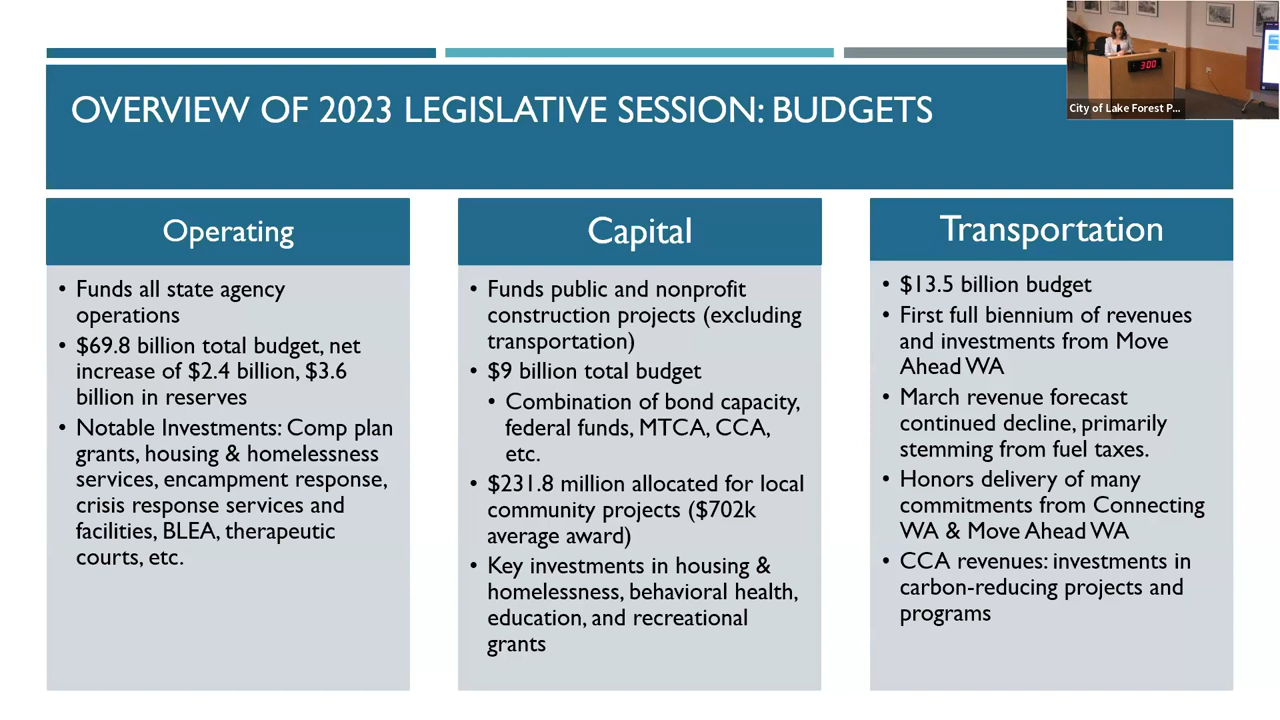 OVERVIEW OF 2023 LEGISLATIVE SESSION: BUDGETS
3:00
City of Lake Forest P...
Operating
• Funds all state agency
operations
• $69.8 billion total budget, net
increase of $2.4 billion, $3.6
billion in reserves
• Notable Investments: Comp plan
grants, housing & homelessness
services, encampment response,
crisis response services and
facilities, BLEA, therapeutic
courts, etc.
Capital
• Funds public and nonprofit
construction projects (excluding
transportation)
• $9 billion total budget
• Combination of bond capacity,
federal funds, MTCA, CCA,
etc.
• $231.8 million allocated for local
community projects ($702k
average award)
• Key investments in housing &
homelessness, behavioral health,
education, and recreational
grants
Transportation
• $13.5 billion budget
• First full biennium of revenues
and investments from Move
Ahead WA
• March revenue forecast
continued decline, primarily
stemming from fuel taxes.
• Honors delivery of many
commitments from Connecting
WA & Move Ahead WA
• CCA revenues: investments in
carbon-reducing projects and
programs